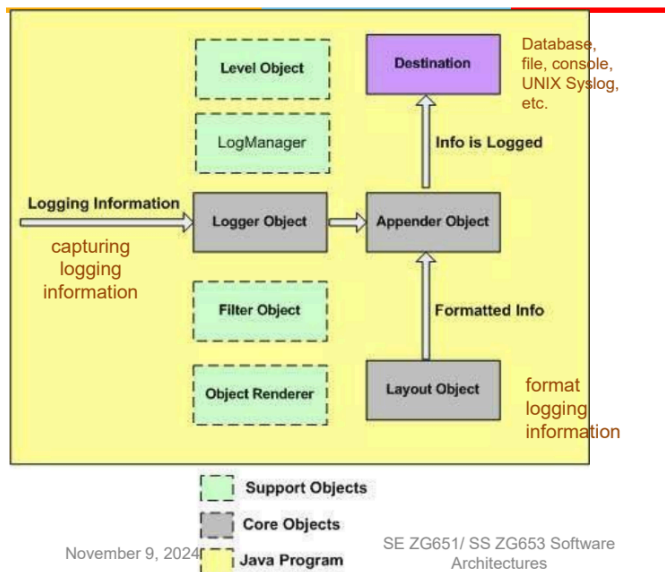 Level Object
Destination
Database,
file, console,
UNIX Syslog,
etc.
LogManager
Info is Logged
Logging Information
Logger Object
Appender Object
capturing
logging
information
Filter Object
Formatted Info
Object Renderer
Layout Object
format
logging
information
Support Objects
Core Objects
Java Program
November 9, 2024
SE ZG651/ SS ZG653 Software
Architectures